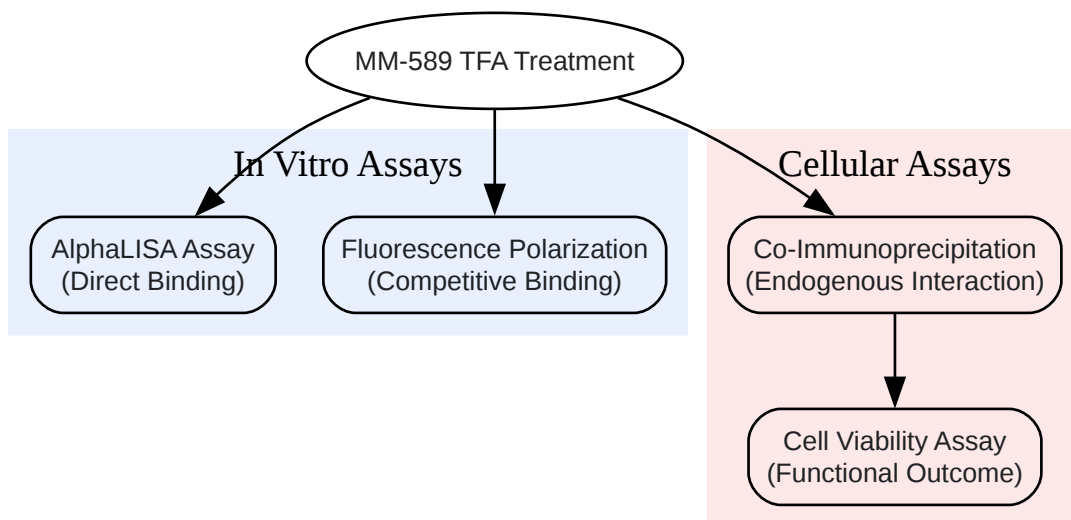 MM-589 TFA Treatment
In Vitro Assays
Cellular Assays
AlphaLISA Assay
(Direct Binding)
Fluorescence Polarization
(Competitive Binding)
Co-Immunoprecipitation
(Endogenous Interaction)
Cell Viability Assay
(Functional Outcome)